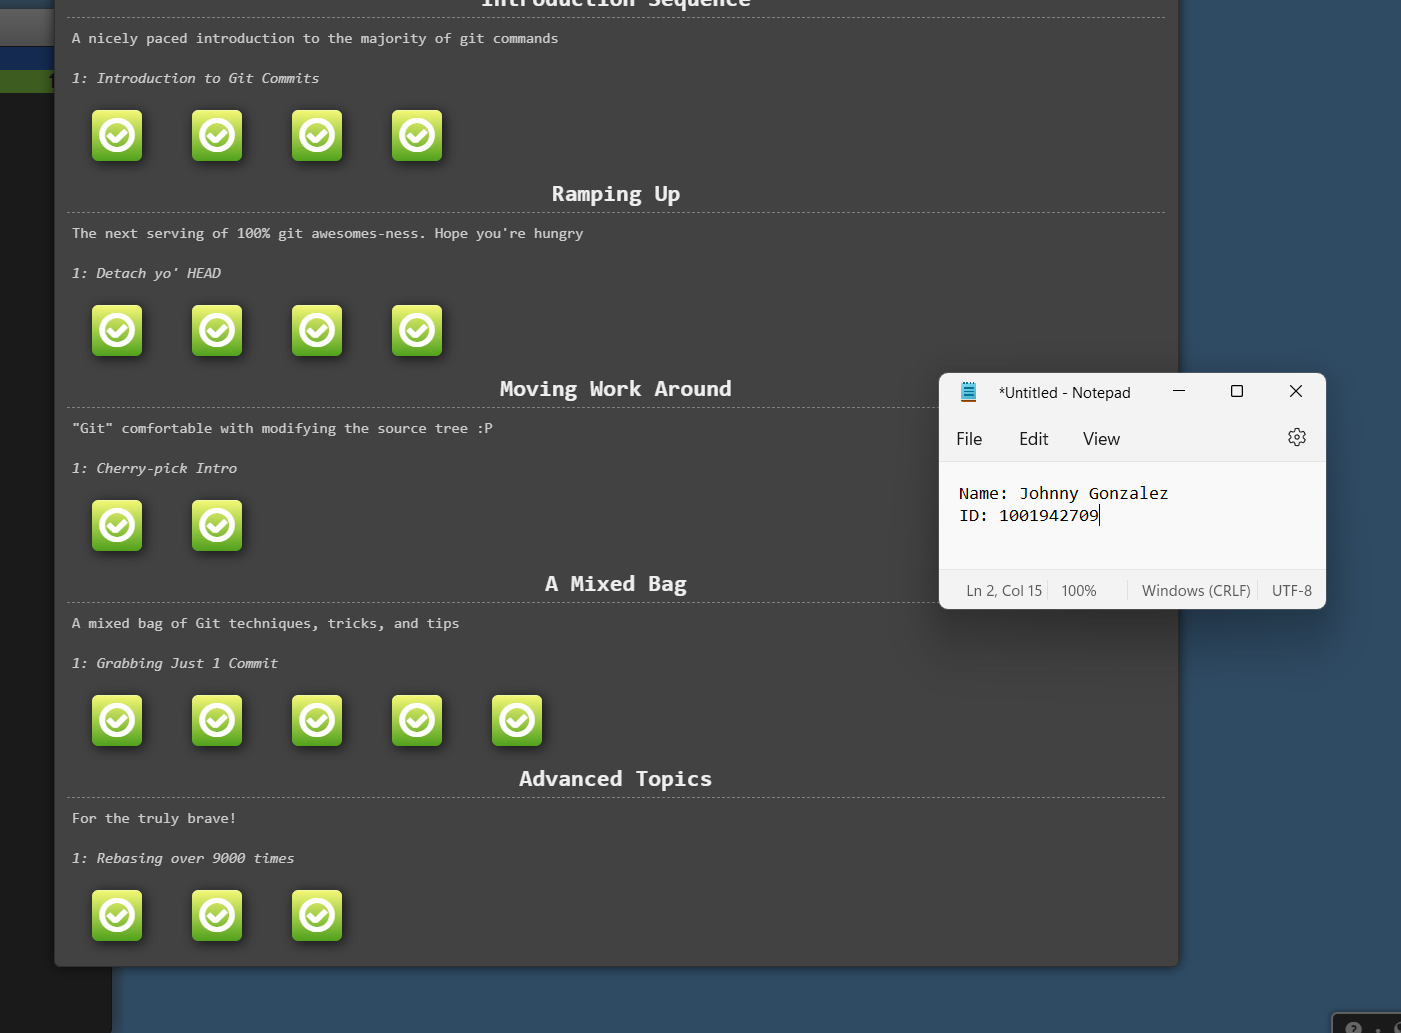 Introduction Sequence
A nicely paced introduction to the majority of git commands
1: Introduction to Git Commits
Ramping Up
The next serving of 100% git awesomes-ness. Hope you're hungry
1: Detach yo' HEAD
Moving Work Around
"Git" comfortable with modifying the source tree :P
1: Cherry-pick Intro
A Mixed Bag
A mixed bag of Git techniques, tricks, and tips
1: Grabbing Just 1 Commit
Advanced Topics
For the truly brave!
1: Rebasing over 9000 times
*Untitled - Notepad
File Edit View
Name: Johnny Gonzalez
ID: 1001942709
Ln 2, Col 15 100% Windows (CRLF) UTF-8